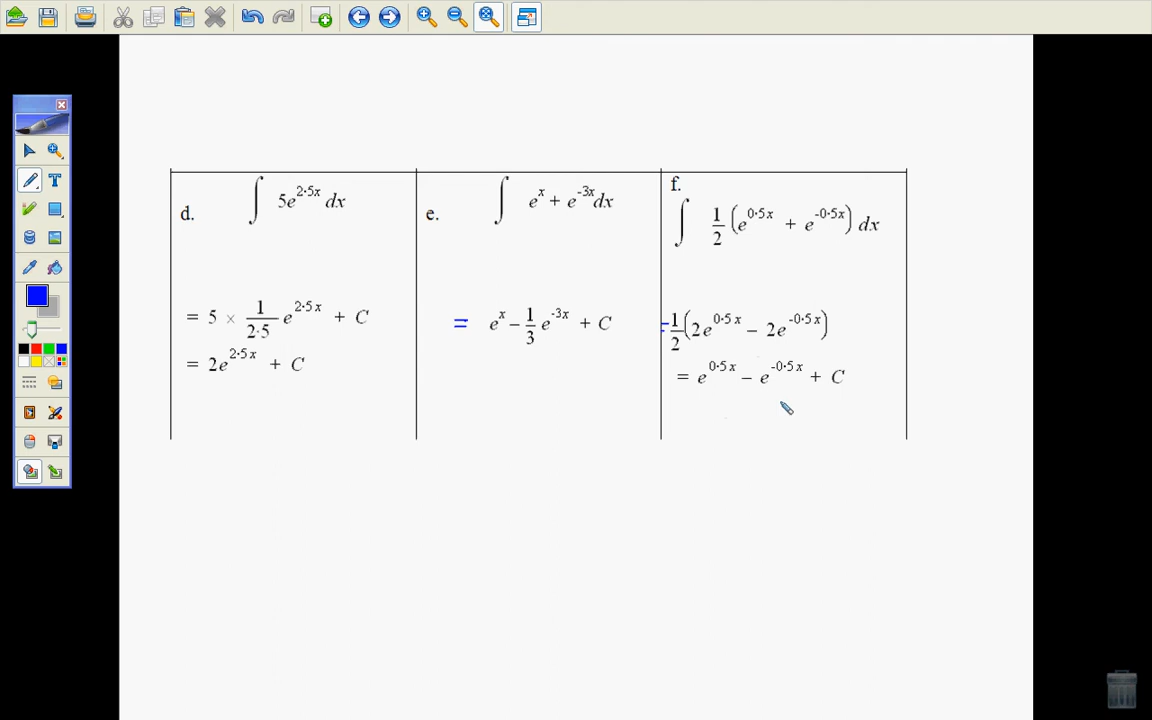 d. ∫ 5e^{2·5x} dx
= 5 × 1/2·5 e^{2·5x} + C
= 2e^{2·5x} + C
e. ∫ e^x + e^{-3x} dx
= e^x − 1/3 e^{-3x} + C
f.
∫ 1/2 (e^{0·5x} + e^{-0·5x}) dx
= 1/2 (2e^{0·5x} − 2e^{-0·5x})
= e^{0·5x} − e^{-0·5x} + C